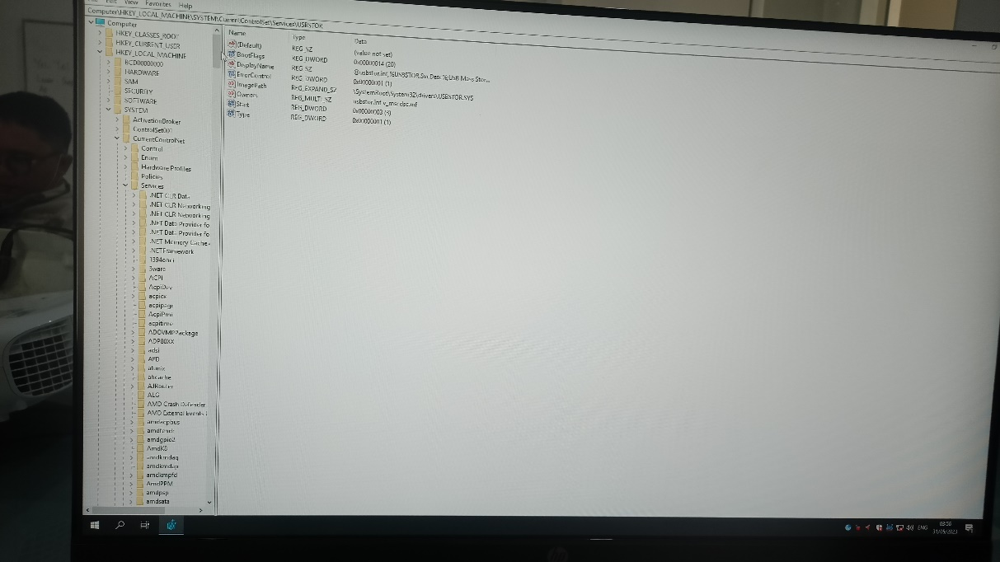 Edit View Favorites Help
Computer\HKEY_LOCAL_MACHINE\SYSTEM\CurrentControlSet\Services\USBSTOR
Computer
HKEY_CLASSES_ROOT
HKEY_CURRENT_USER
HKEY_LOCAL_MACHINE
BCD00000000
HARDWARE
SAM
SECURITY
SOFTWARE
SYSTEM
ActivationBroker
ControlSet001
CurrentControlSet
Control
Enum
Hardware Profiles
Policies
Services
.NET CLR Data
.NET CLR Networking
.NET CLR Networking
.NET Data Provider fo
.NET Data Provider fo
.NET Memory Cache
.NETFramework
1394ohci
3ware
ACPI
AcpiDev
acpiex
acpipagr
AcpiPmi
acpitime
ADOVMPPackage
ADP80XX
adsi
AFD
afunix
ahcache
AJRouter
ALG
AMD Crash Defender
AMD External Events
amdacpbus
amdfendr
amdgpio2
AmdK8
amdkmdag
amdkmdap
amdkmpfd
AmdPPM
amdpsp
amdsata
Name Type Data
(Default) REG_SZ (value not set)
BootFlags REG_DWORD 0x00000014 (20)
DisplayName REG_SZ @usbstor.inf,%USBSTOR.SvcDesc%;USB Mass Stor...
ErrorControl REG_DWORD 0x00000001 (1)
ImagePath REG_EXPAND_SZ \SystemRoot\System32\drivers\USBSTOR.SYS
Owners REG_MULTI_SZ usbstor.inf v_mscdsc.inf
Start REG_DWORD 0x00000003 (3)
Type REG_DWORD 0x00000001 (1)
ENG
03:56
31/05/2023